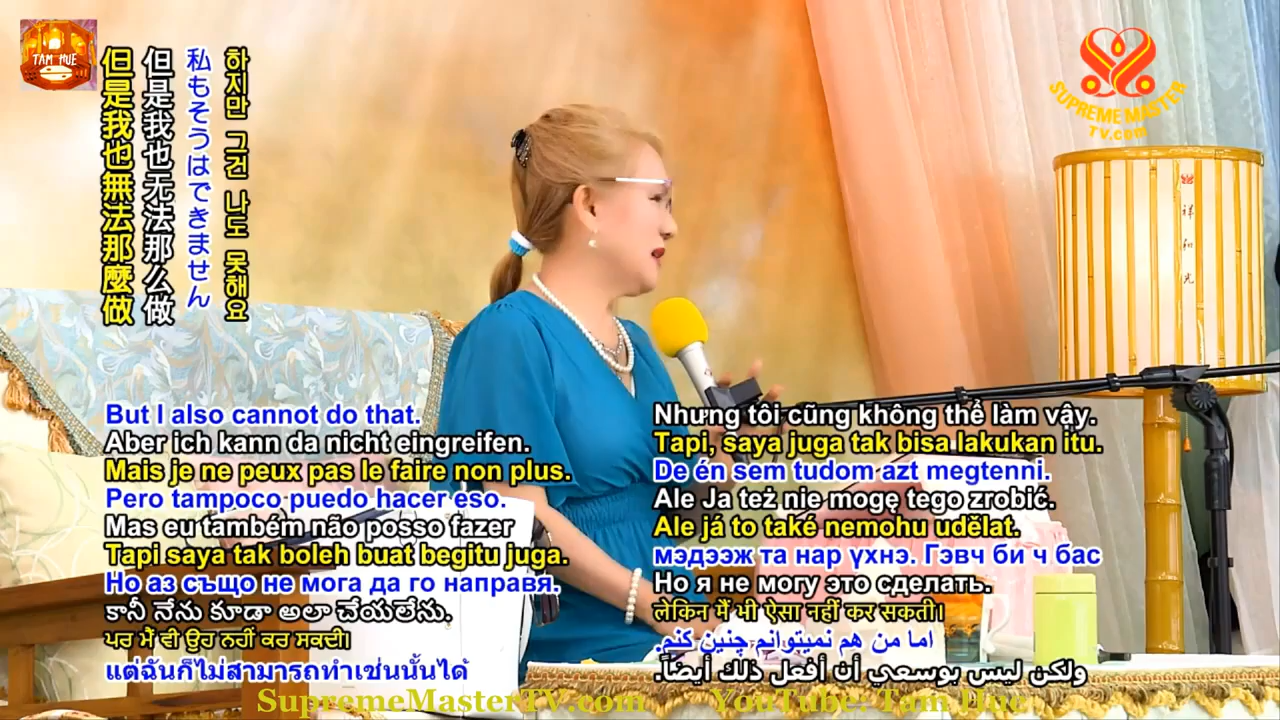 TAM HUE
但是我也無法那麼做
但是我也无法那么做
私もそうはできません
하지만 그건 나도 못해요
SUPREME MASTER
TV.com
祥和光
But I also cannot do that.
Aber ich kann da nicht eingreifen.
Mais je ne peux pas le faire non plus.
Pero tampoco puedo hacer eso.
Mas eu também não posso fazer
Tapi saya tak boleh buat begitu juga.
Но аз също не мога да го направя.
కానీ నేను కూడా అలా చేయలేను.
ਪਰ ਮੈਂ ਵੀ ਉਹ ਨਹੀਂ ਕਰ ਸਕਦੀ।
แต่ฉันก็ไม่สามารถทำเช่นนั้นได้
Nhưng tôi cũng không thể làm vậy.
Tapi, saya juga tak bisa lakukan itu.
De én sem tudom azt megtenni.
Ale Ja też nie mogę tego zrobić.
Ale já to také nemohu udělat.
мэдээж та нар үхнэ. Гэвч би ч бас
Но я не могу это сделать.
लेकिन मैं भी ऐसा नहीं कर सकती।
اما من هم نمیتوانم چنین کنم.
ولكن ليس بوسعي أن أفعل ذلك أيضاً.
SupremeMasterTV.com
YouTube: Tam Huc